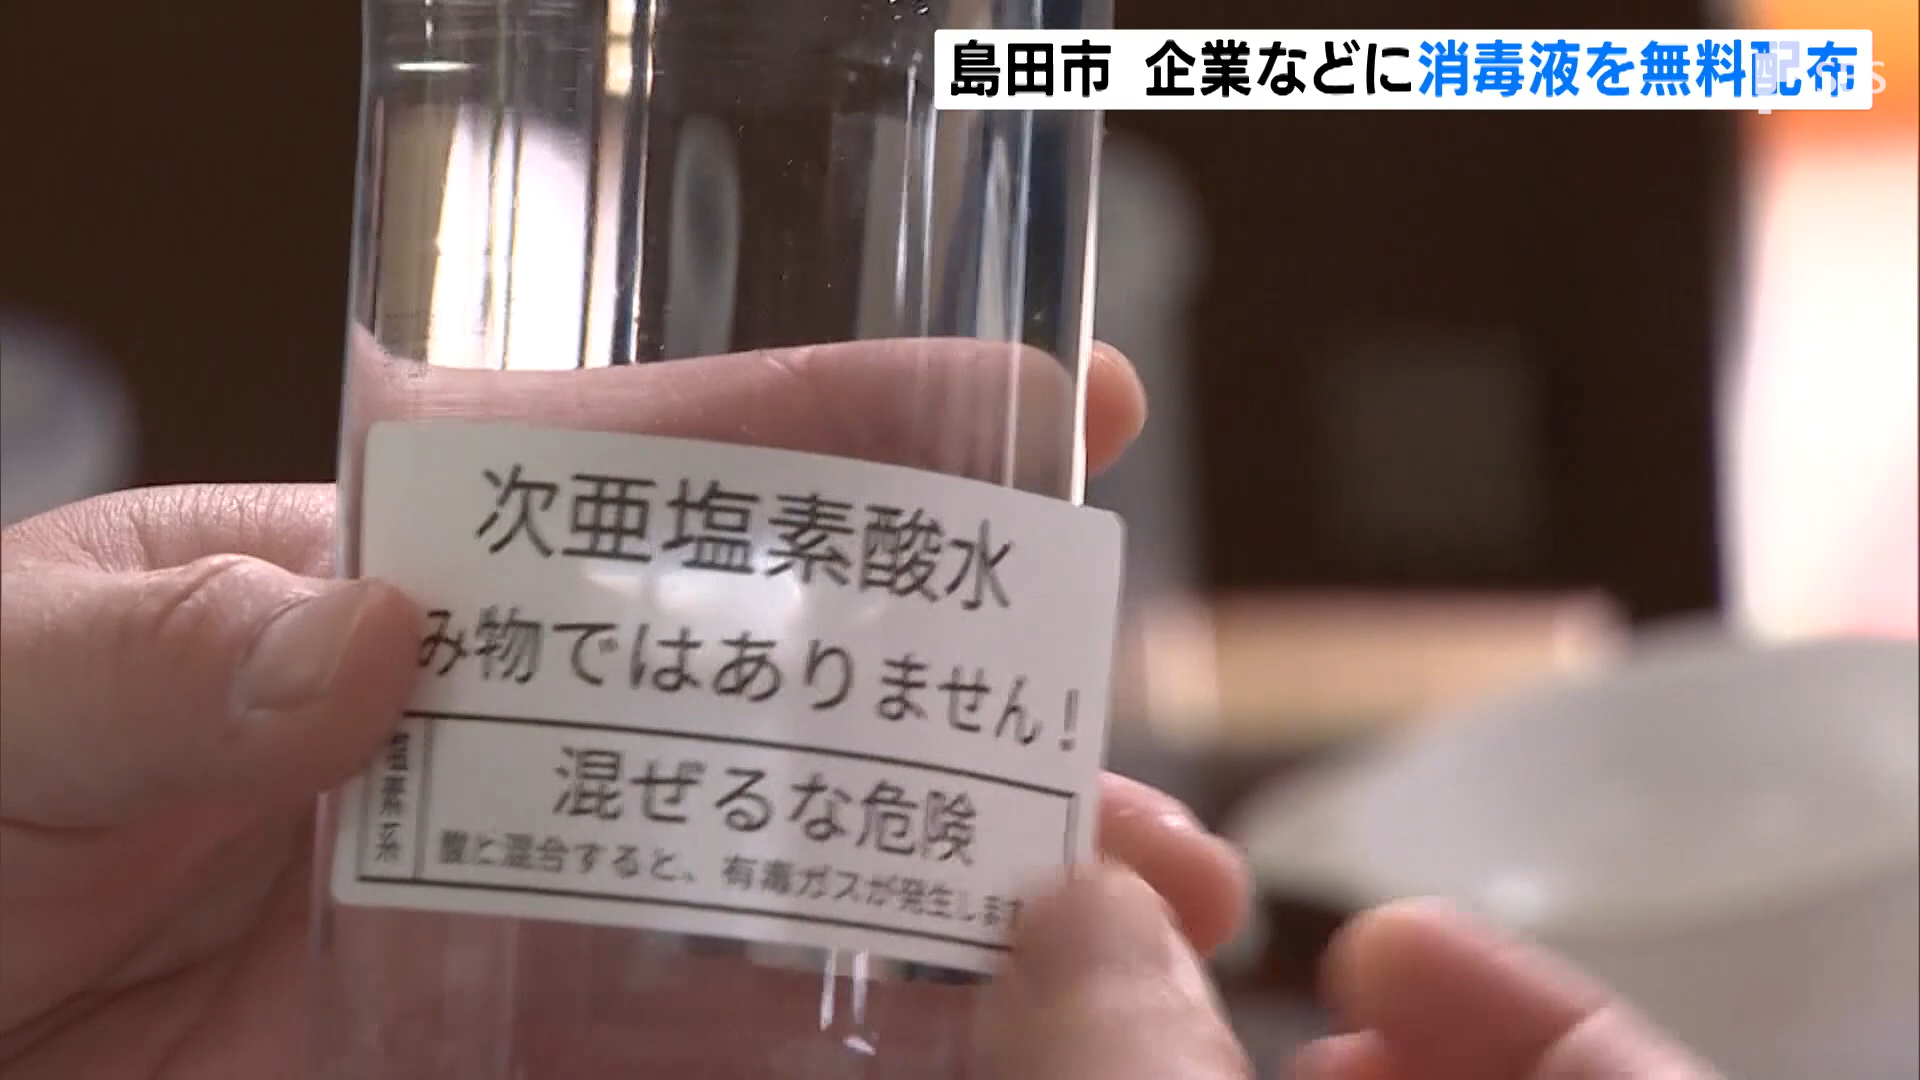 島田市 企業などに消毒液を無料配布
次亜塩素酸水
み物ではありません!
塩素系
混ぜるな危険
酸と混合すると、有毒ガスが発生します